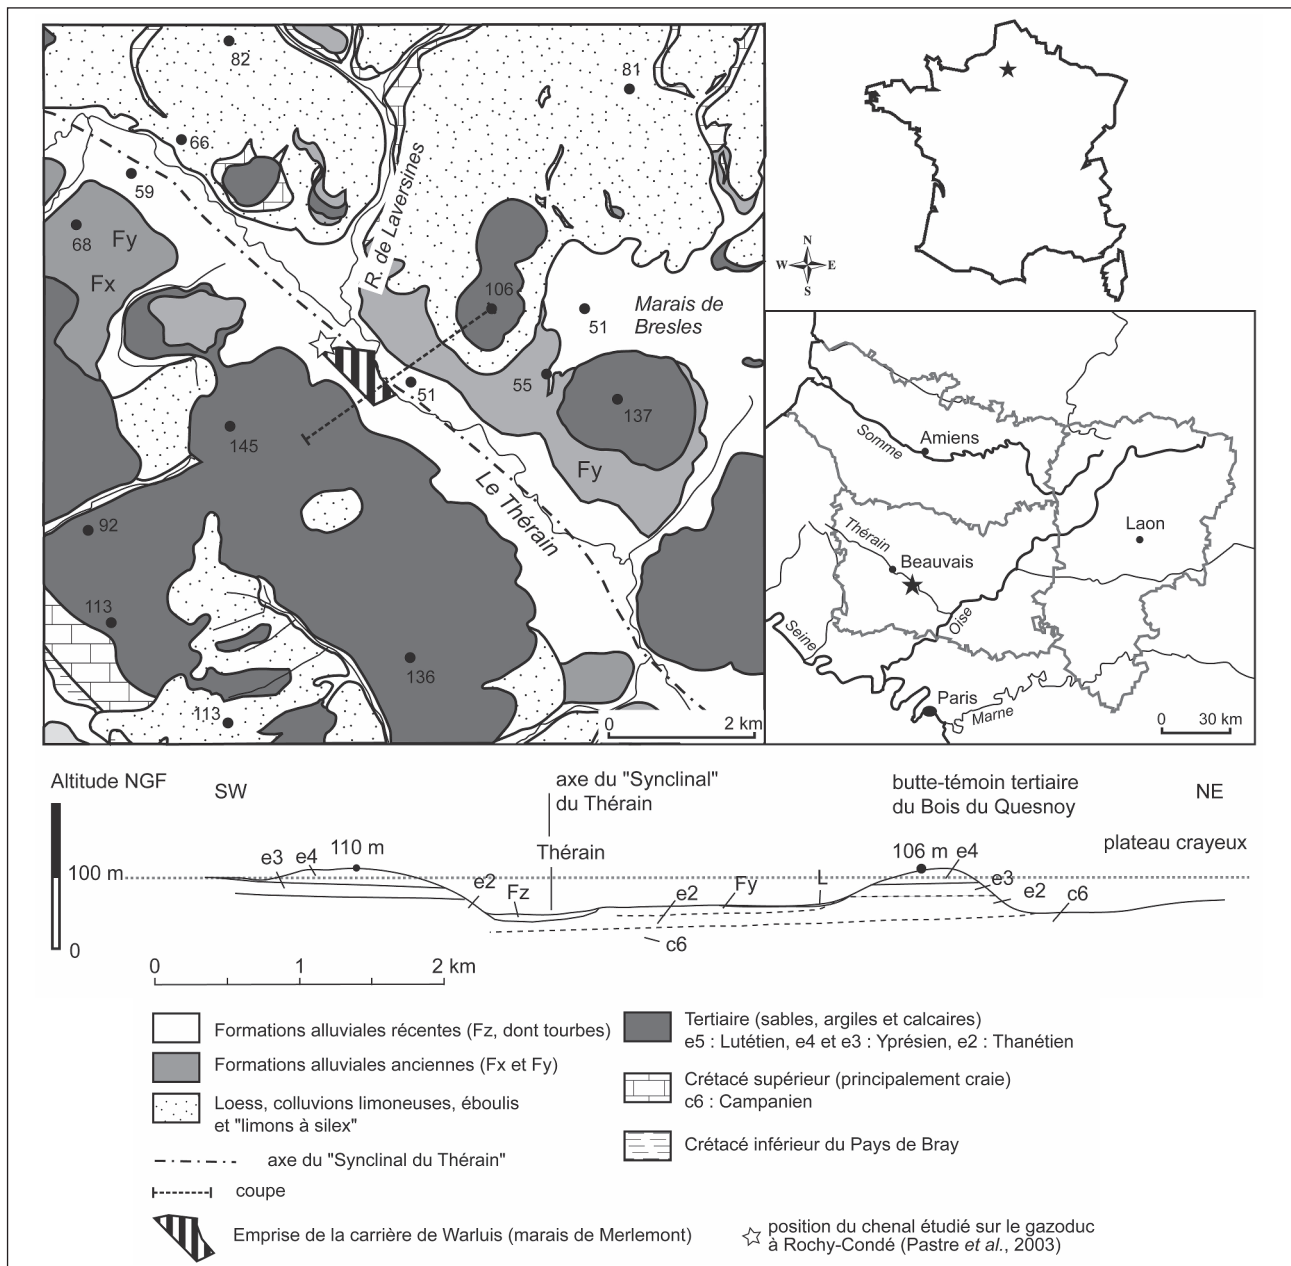 82
81
66
59
68
Fy
Fx
R. de Laversines
106
Marais de
Bresles
51
51
55
137
145
Fy
Le Thérain
92
113
136
113
0 2 km
N
W E
S
Somme
Amiens
Laon
Thérain
Beauvais
Oise
Seine
Paris
Marne
0 30 km
Altitude NGF
SW
axe du "Synclinal"
du Thérain
butte-témoin tertiaire
du Bois du Quesnoy
NE
plateau crayeux
Thérain
110 m
106 m
e3 e4
e4
100 m
e2
Fz
e2
Fy
L
e3
e2
c6
c6
0
0 1 2 km
Formations alluviales récentes (Fz, dont tourbes)
Formations alluviales anciennes (Fx et Fy)
Loess, colluvions limoneuses, éboulis
et "limons à silex"
axe du "Synclinal du Thérain"
coupe
Emprise de la carrière de Warluis (marais de Merlemont)
Tertiaire (sables, argiles et calcaires)
e5 : Lutétien, e4 et e3 : Yprésien, e2 : Thanétien
Crétacé supérieur (principalement craie)
c6 : Campanien
Crétacé inférieur du Pays de Bray
position du chenal étudié sur le gazoduc
à Rochy-Condé (Pastre et al., 2003)